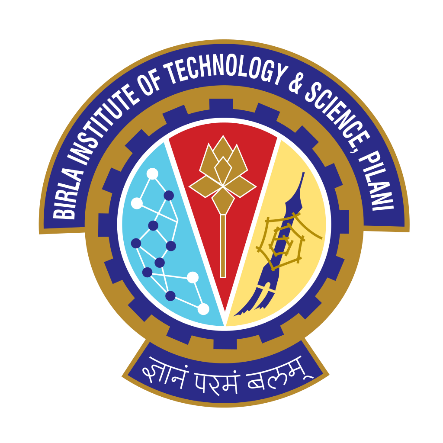 BIRLA INSTITUTE OF TECHNOLOGY & SCIENCE, PILANI
ज्ञानं परमं बलम्